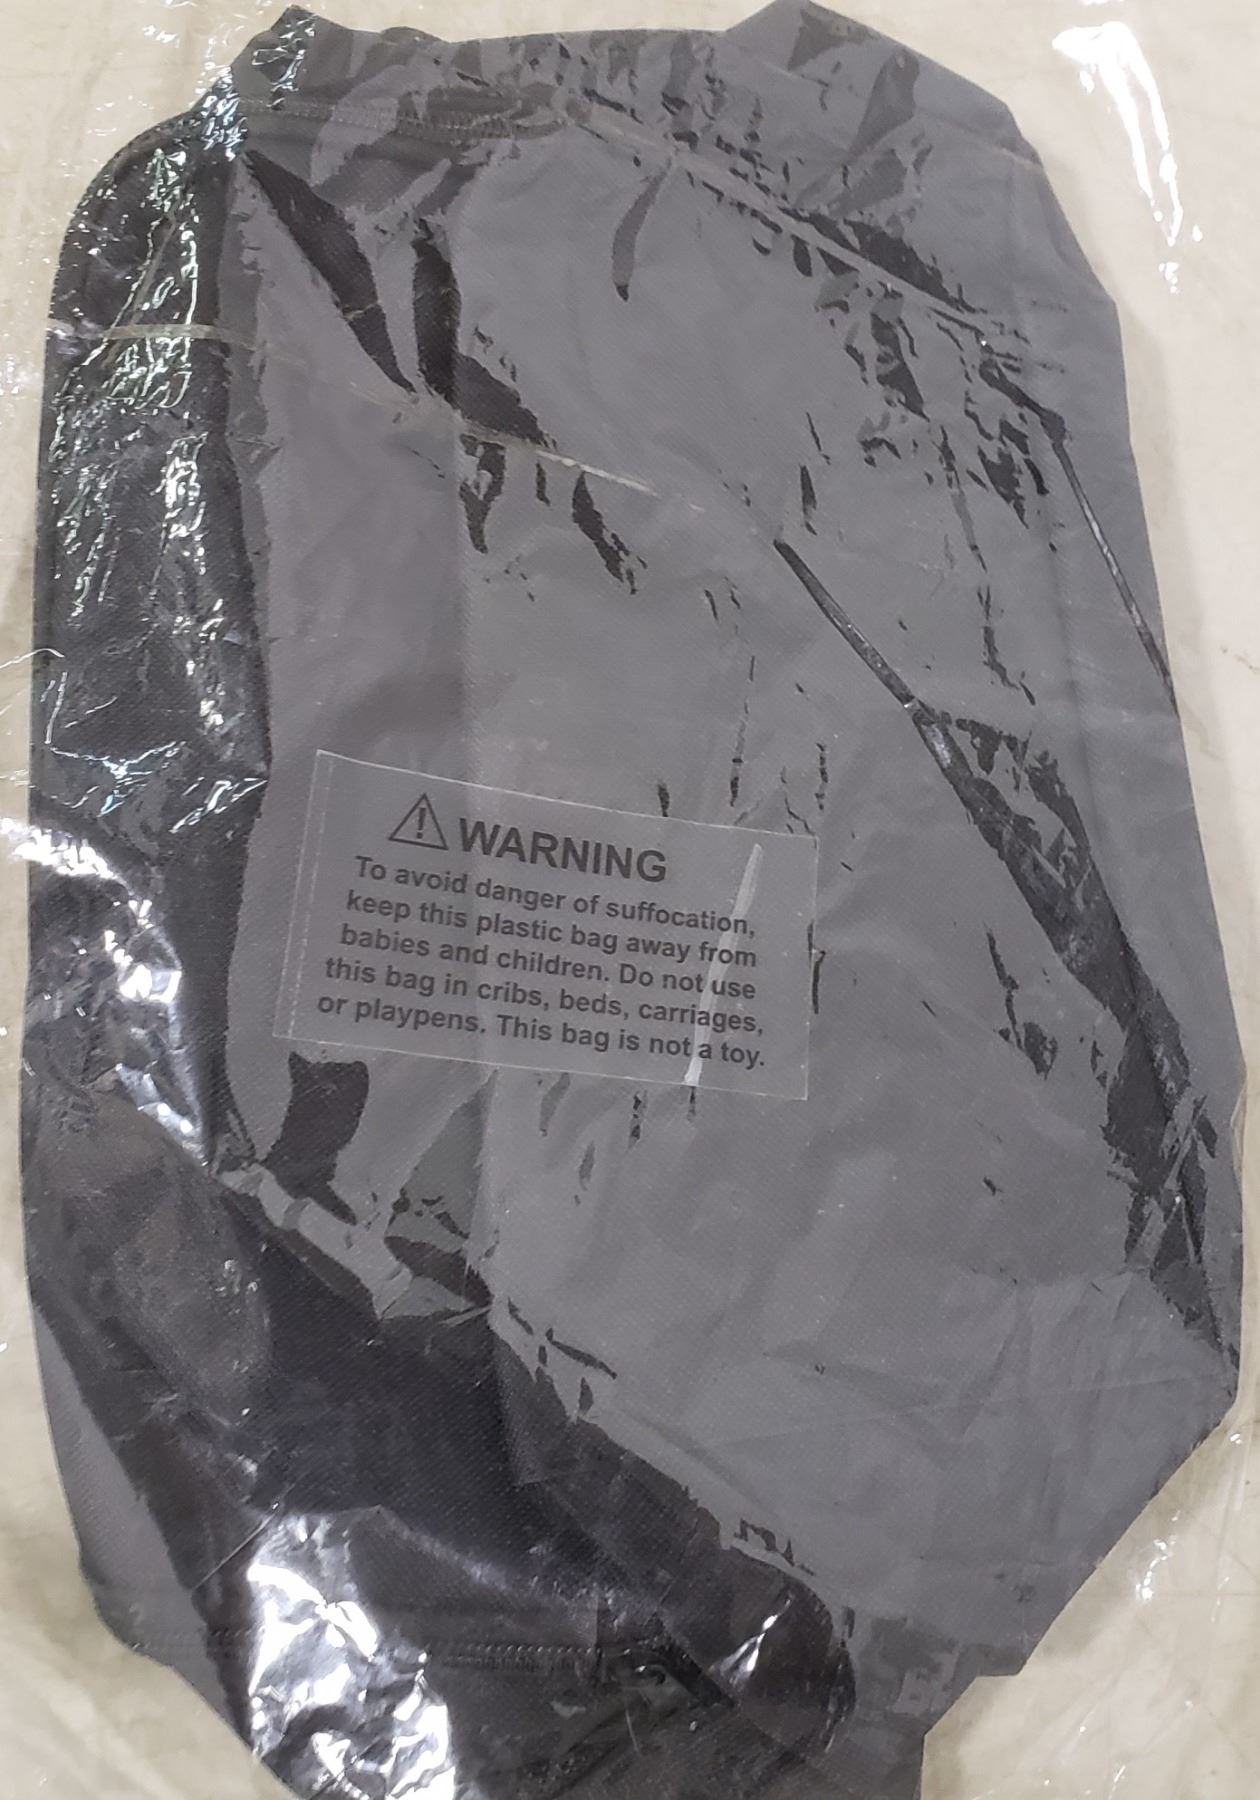 WARNING
To avoid danger of suffocation,
keep this plastic bag away from
babies and children. Do not use
this bag in cribs, beds, carriages,
or playpens. This bag is not a toy.